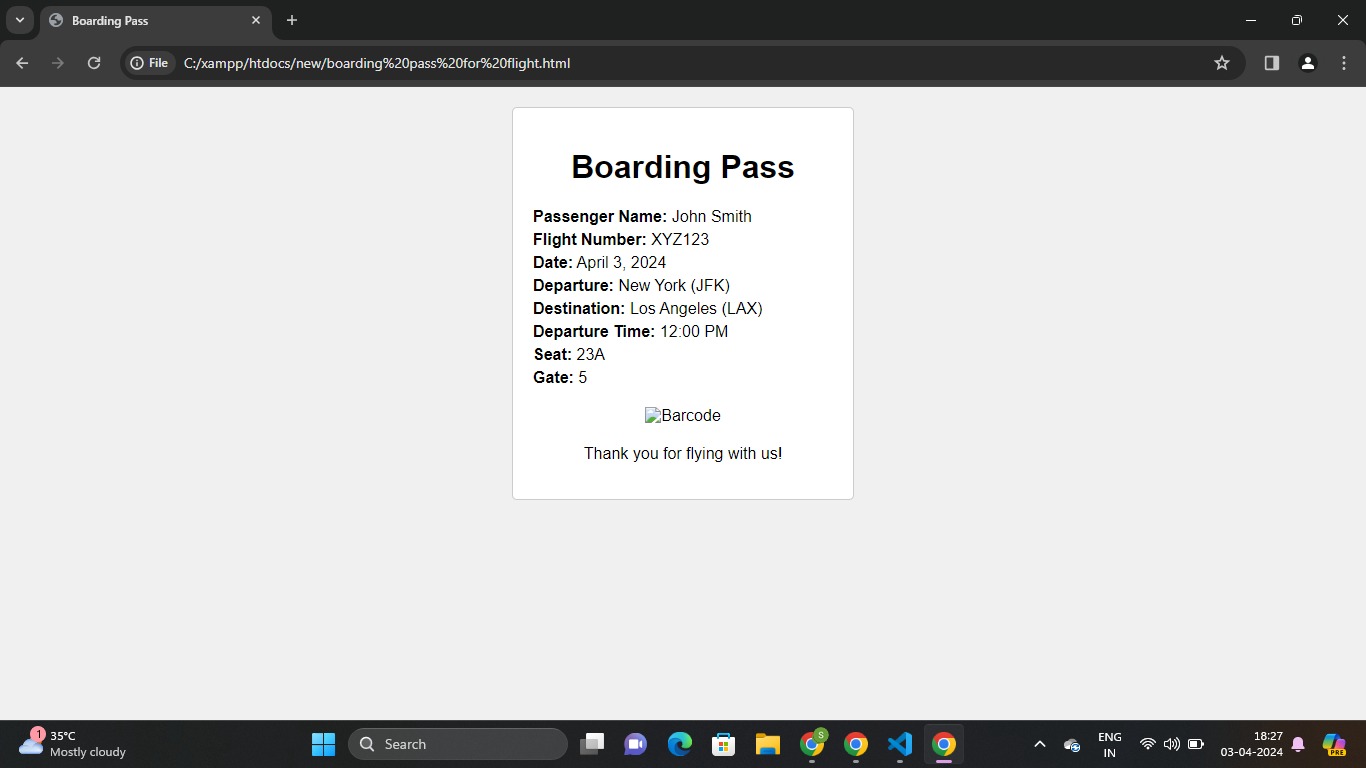 Boarding Pass
File
C:/xampp/htdocs/new/boarding%20pass%20for%20flight.html
Boarding Pass
Passenger Name: John Smith
Flight Number: XYZ123
Date: April 3, 2024
Departure: New York (JFK)
Destination: Los Angeles (LAX)
Departure Time: 12:00 PM
Seat: 23A
Gate: 5
Barcode
Thank you for flying with us!
1
35°C
Mostly cloudy
Search
S
ENG
IN
18:27
03-04-2024
PRE